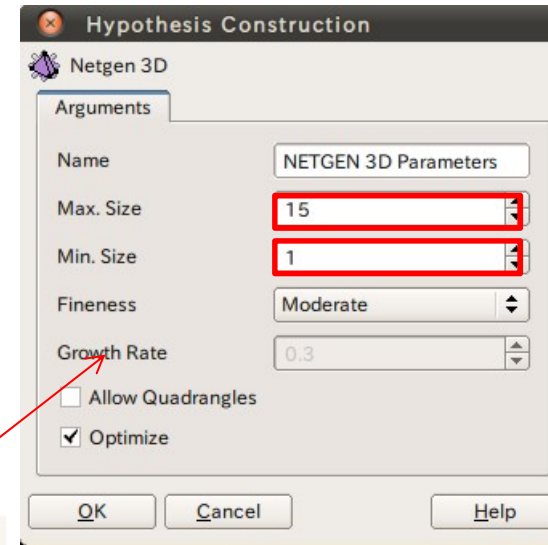 Hypothesis Construction
Netgen 3D
Arguments
Name NETGEN 3D Parameters
Max. Size 15
Min. Size 1
Fineness Moderate
Growth Rate 0.3
Allow Quadrangles
Optimize
OK Cancel Help